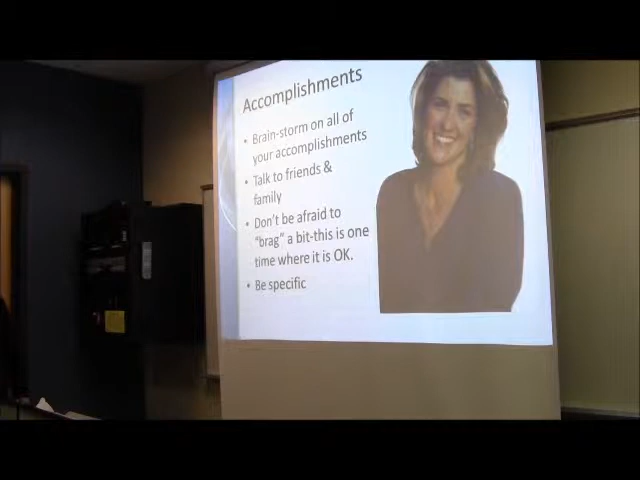 Accomplishments
• Brain-storm on all of
your accomplishments
• Talk to friends &
family
• Don't be afraid to
"brag" a bit-this is one
time where it is OK.
• Be specific